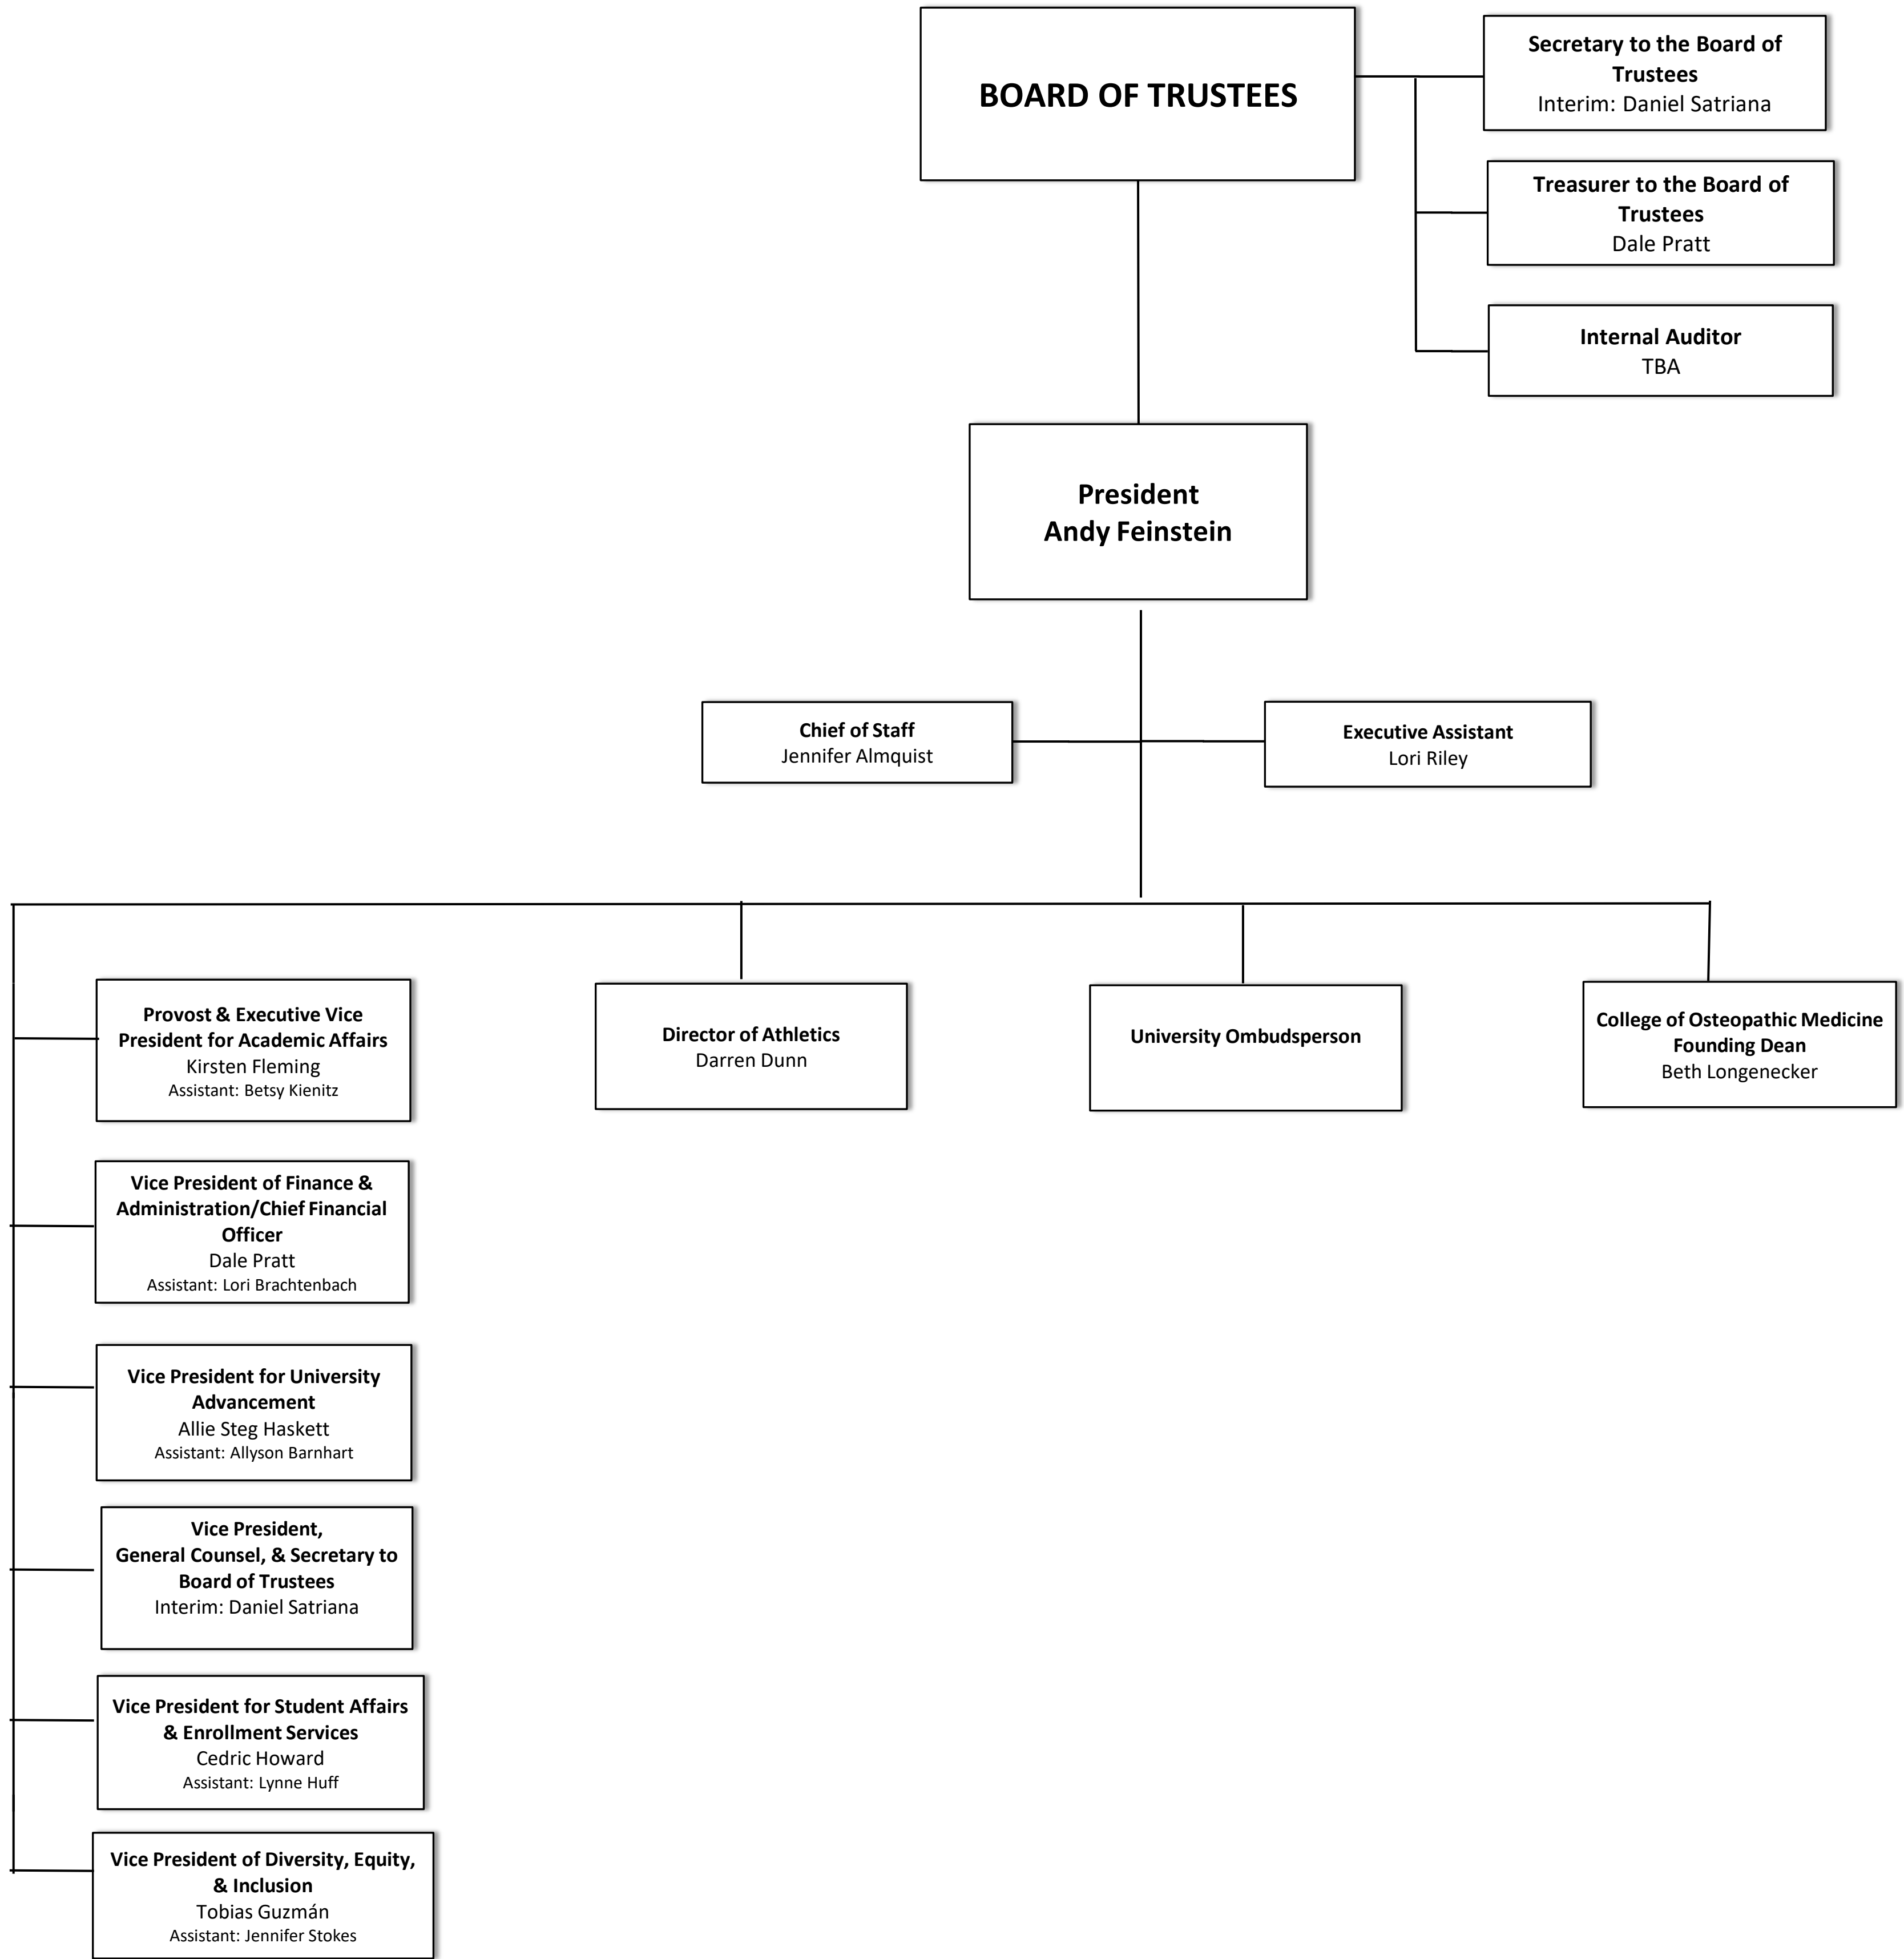 BOARD OF TRUSTEES
Secretary to the Board of
Trustees
Interim: Daniel Satriana
Treasurer to the Board of
Trustees
Dale Pratt
Internal Auditor
TBA
President
Andy Feinstein
Chief of Staff
Jennifer Almquist
Executive Assistant
Lori Riley
Provost & Executive Vice
President for Academic Affairs
Kirsten Fleming
Assistant: Betsy Kienitz
Director of Athletics
Darren Dunn
University Ombudsperson
College of Osteopathic Medicine
Founding Dean
Beth Longenecker
Vice President of Finance &
Administration/Chief Financial
Officer
Dale Pratt
Assistant: Lori Brachtenbach
Vice President for University
Advancement
Allie Steg Haskett
Assistant: Allyson Barnhart
Vice President,
General Counsel, & Secretary to
Board of Trustees
Interim: Daniel Satriana
Vice President for Student Affairs
& Enrollment Services
Cedric Howard
Assistant: Lynne Huff
Vice President of Diversity, Equity,
& Inclusion
Tobias Guzmán
Assistant: Jennifer Stokes